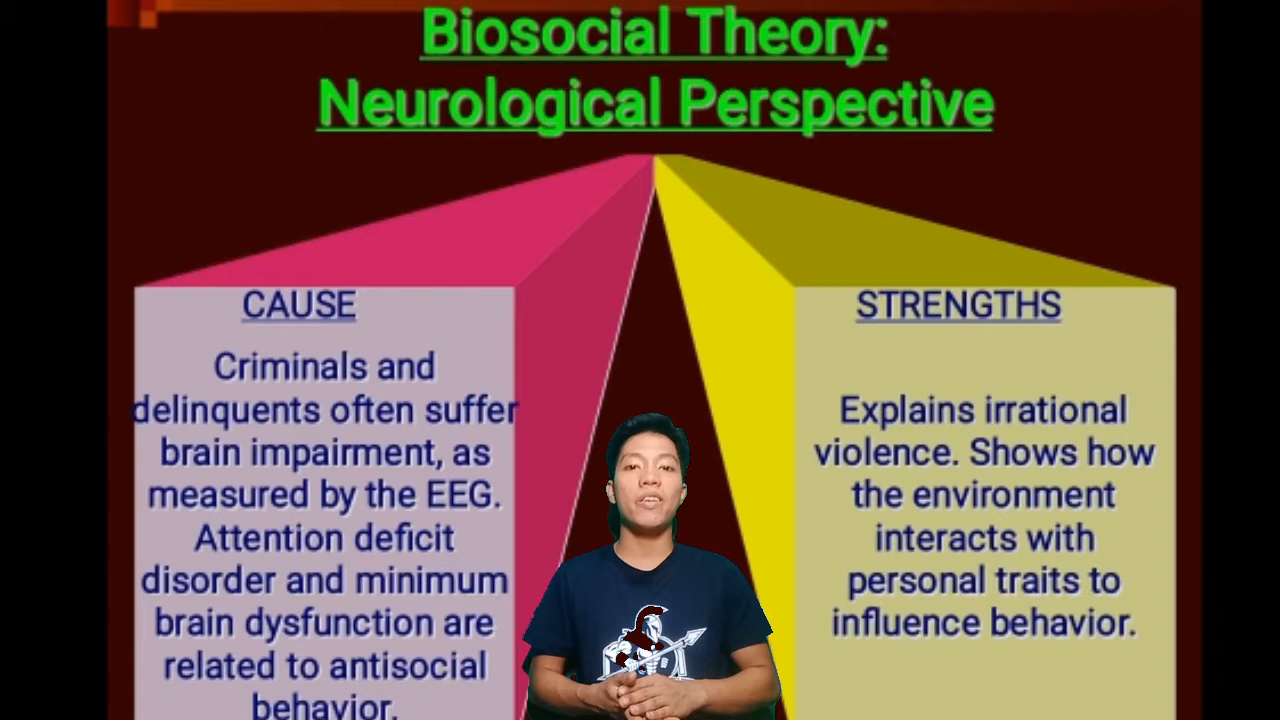 Biosocial Theory:
Neurological Perspective
CAUSE
Criminals and
delinquents often suffer
brain impairment, as
measured by the EEG.
Attention deficit
disorder and minimum
brain dysfunction are
related to antisocial
behavior.
STRENGTHS
Explains irrational
violence. Shows how
the environment
interacts with
personal traits to
influence behavior.